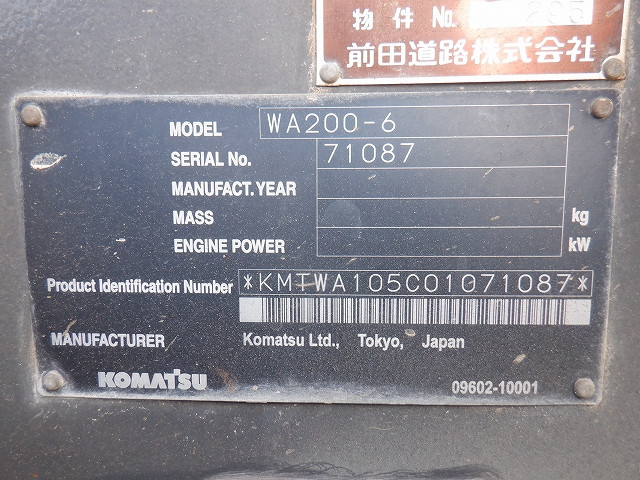 物件 No. 295
前田道路株式会社
MODEL WA200-6
SERIAL No. 71087
MANUFACT. YEAR
MASS kg
ENGINE POWER kW
Product Identification Number *KMTWA105C01071087*
MANUFACTURER Komatsu Ltd., Tokyo, Japan
KOMATSU 09602-10001